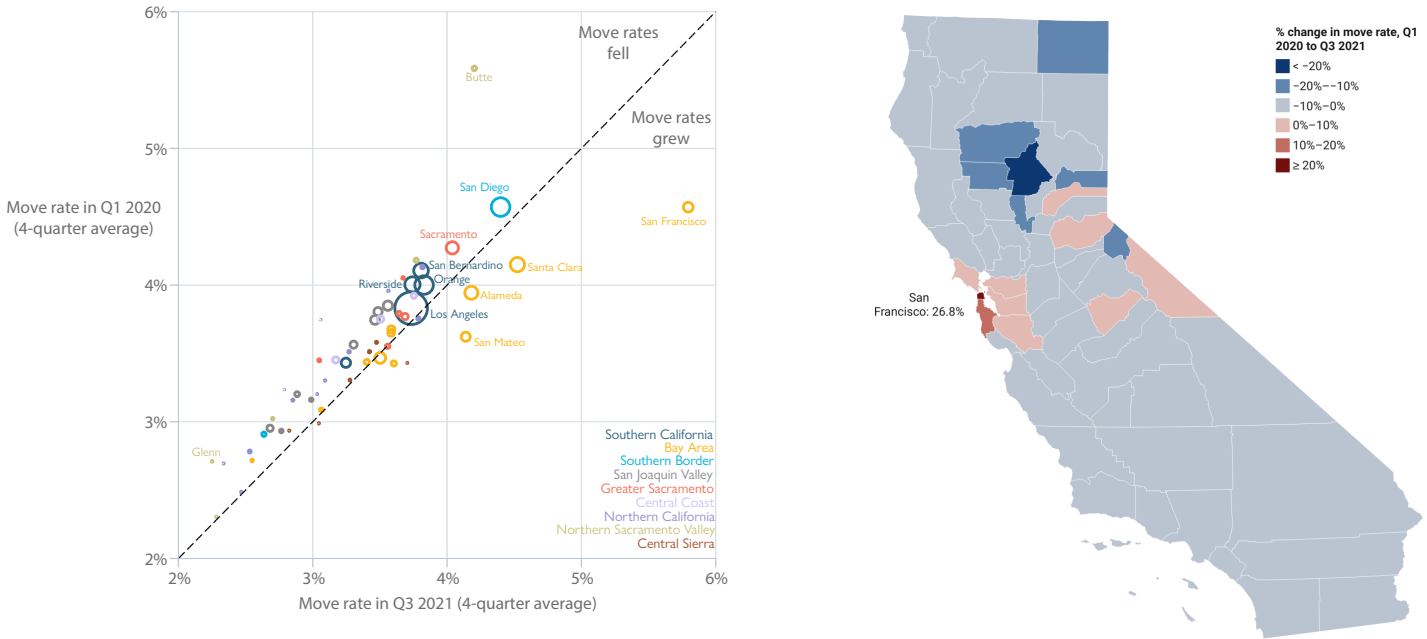 6%
Move rates
fell
Butte
Move rates
grew
5%
San Diego
Move rate in Q1 2020
(4-quarter average)
San Francisco
Sacramento
San Bernardino
Santa Clara
Orange
Riverside
4%
Alameda
Los Angeles
San Mateo
3%
Glenn
Southern California
Bay Area
Southern Border
San Joaquin Valley
Greater Sacramento
Central Coast
Northern California
Northern Sacramento Valley
Central Sierra
2%
2%
3%
4%
5%
6%
Move rate in Q3 2021 (4-quarter average)
% change in move rate, Q1
2020 to Q3 2021
< −20%
−20%–−10%
−10%–0%
0%–10%
10%–20%
≥ 20%
San
Francisco: 26.8%